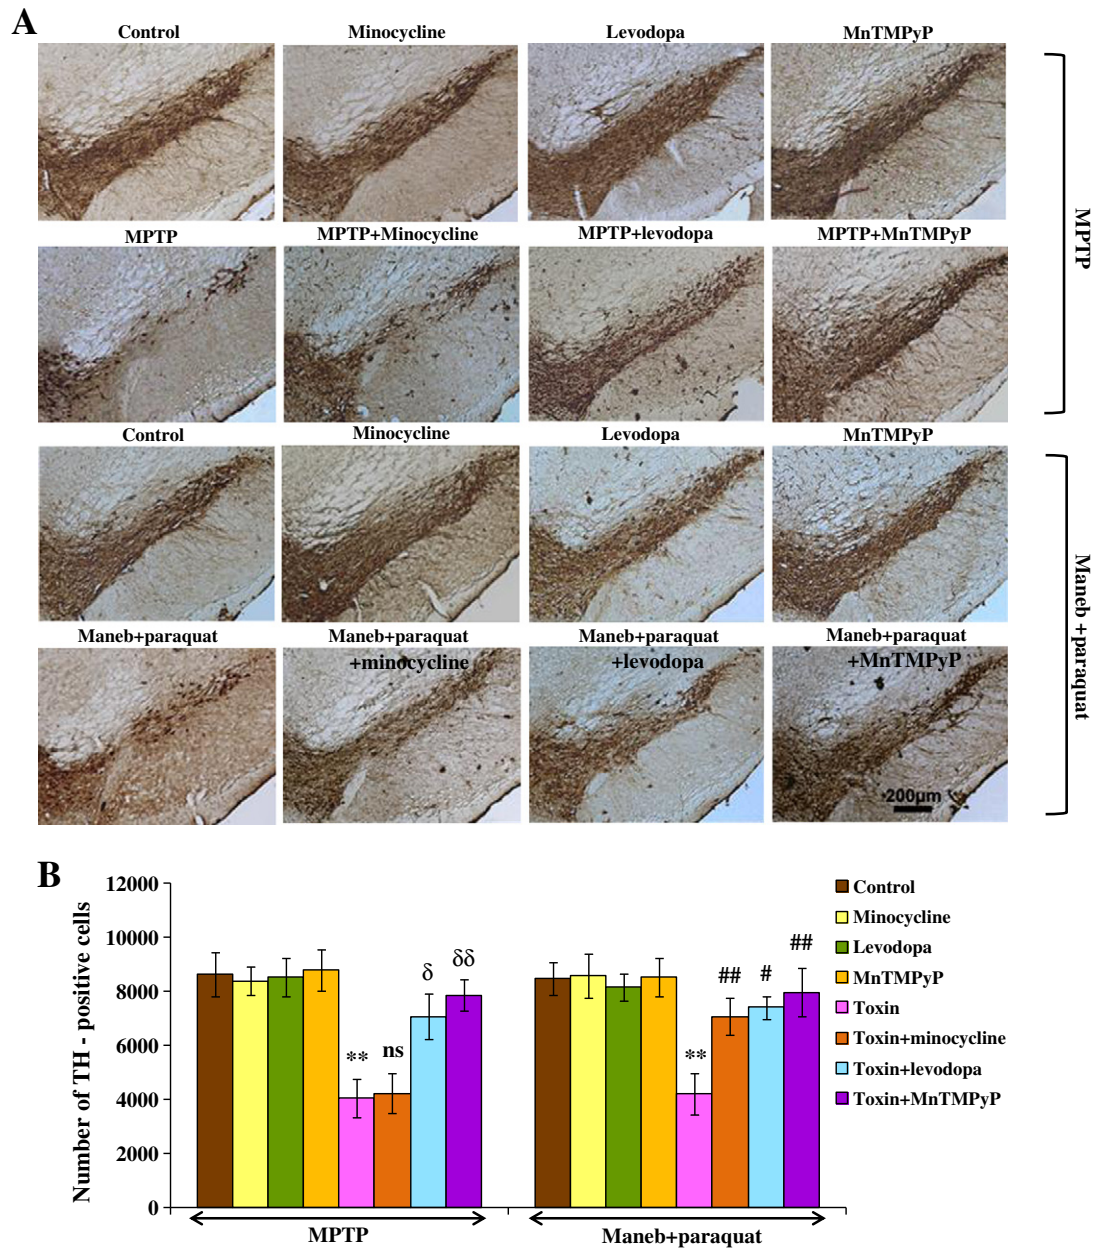 A
Control Minocycline Levodopa MnTMPyP
MPTP MPTP+Minocycline MPTP+levodopa MPTP+MnTMPyP
MPTP
Control Minocycline Levodopa MnTMPyP
Maneb+paraquat Maneb+paraquat Maneb+paraquat Maneb+paraquat
+minocycline +levodopa +MnTMPyP
200μm
Maneb +paraquat
B
Number of TH - positive cells
12000
10000
8000
6000
4000
2000
0
** ns δ δδ
** ## # ##
MPTP Maneb+paraquat
Control
Minocycline
Levodopa
MnTMPyP
Toxin
Toxin+minocycline
Toxin+levodopa
Toxin+MnTMPyP